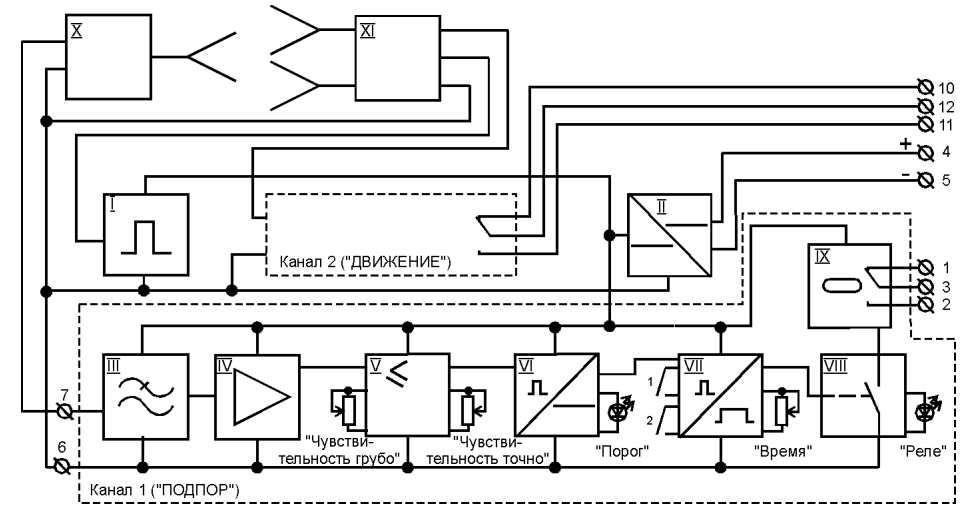 X
XI
10
12
11
+ 4
- 5
I
II
Канал 2 ("ДВИЖЕНИЕ")
IX
1
3
2
III
IV
V
<
VI
VII
VIII
7
6
1
2
"Чувстви-
тельность грубо"
"Чувстви-
тельность точно"
"Порог"
"Время"
"Реле"
Канал 1 ("ПОДПОР")